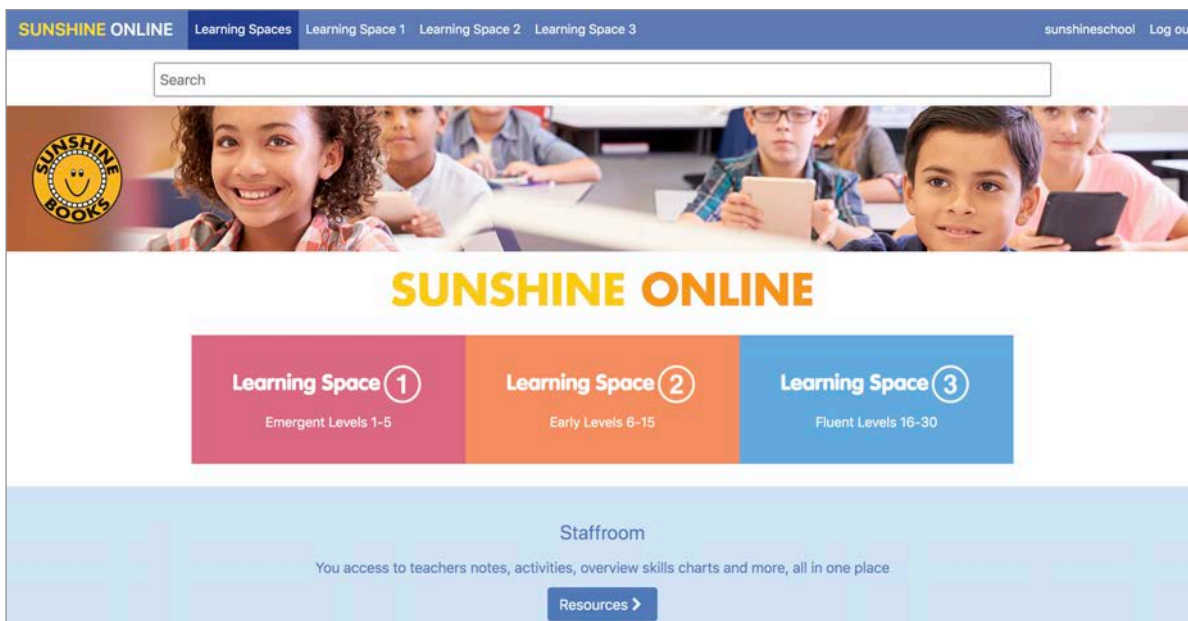 SUNSHINE ONLINE Learning Spaces Learning Space 1 Learning Space 2 Learning Space 3 sunshineschool Log ou
Search
SUNSHINE
BOOKS
SUNSHINE ONLINE
Learning Space 1 Learning Space 2 Learning Space 3
Emergent Levels 1-5 Early Levels 6-15 Fluent Levels 16-30
Staffroom
You access to teachers notes, activities, overview skills charts and more, all in one place
Resources